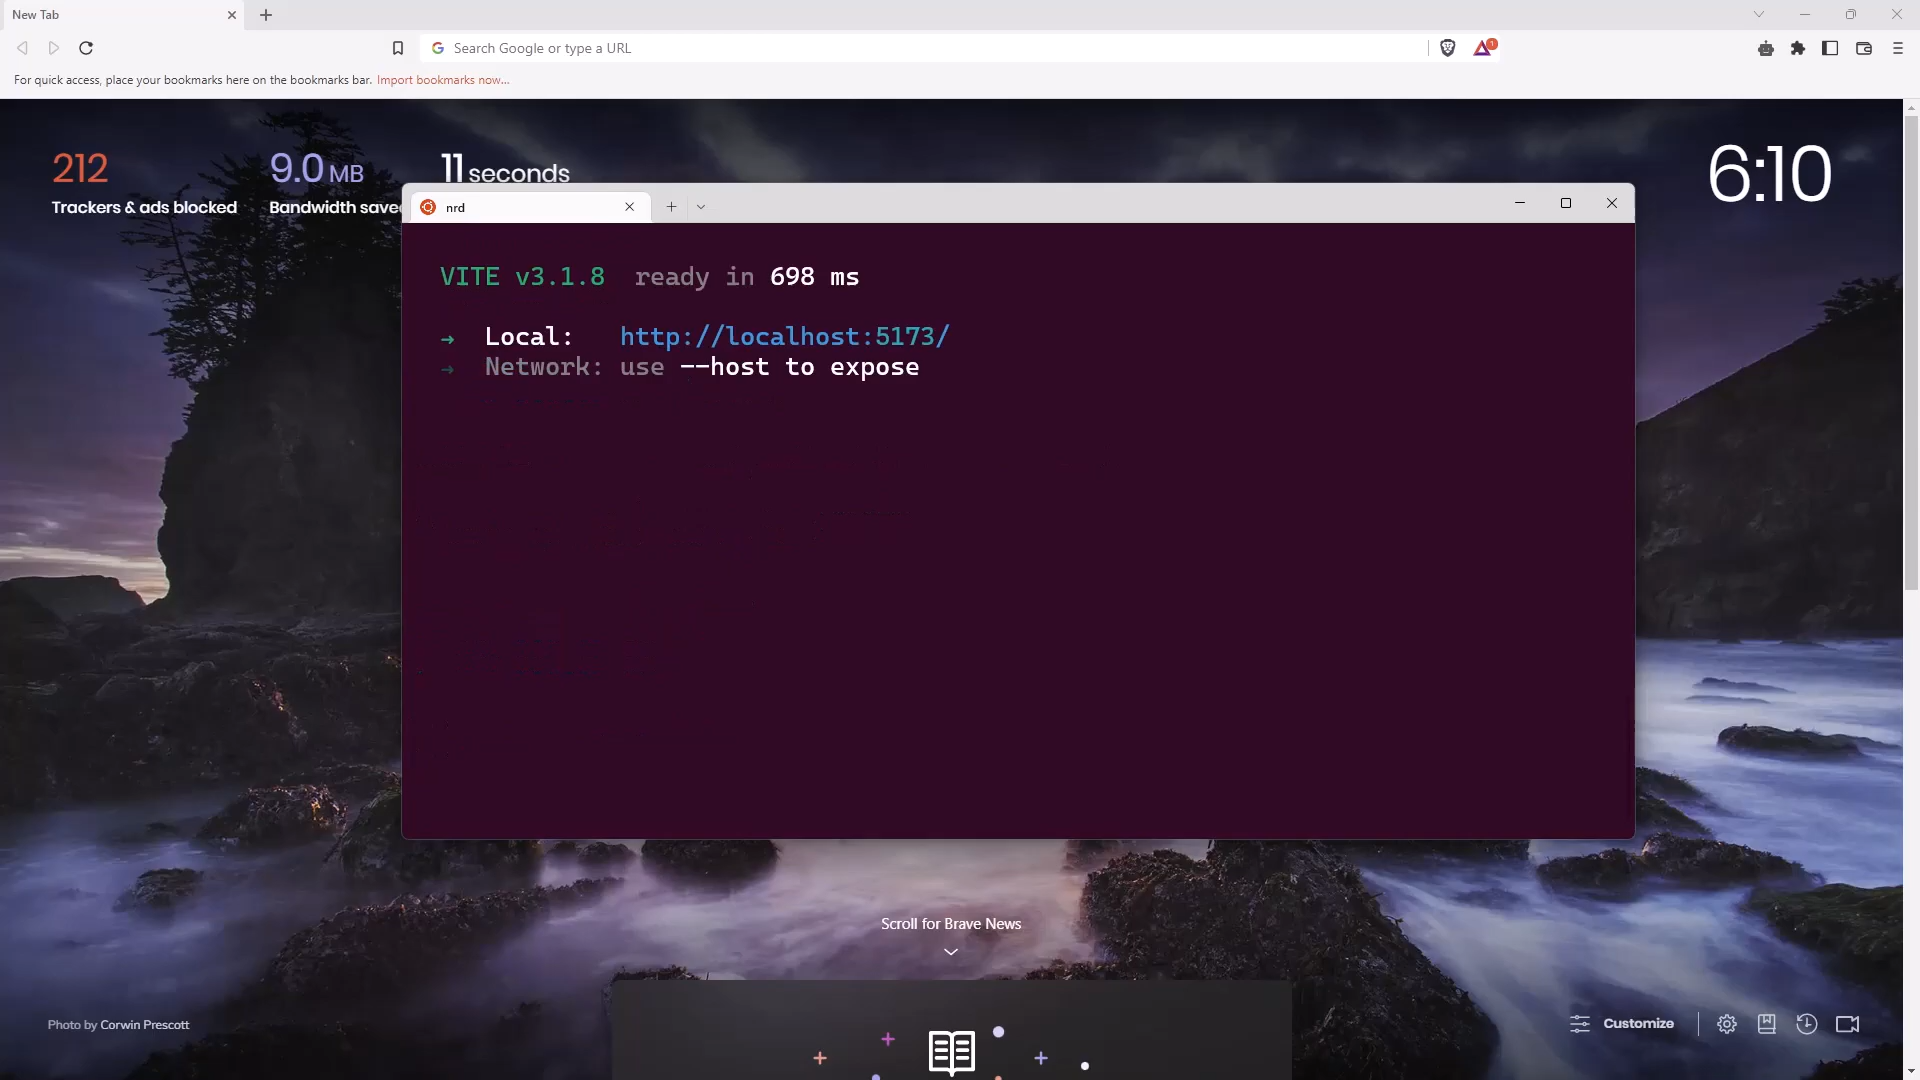 New Tab
Search Google or type a URL
1
For quick access, place your bookmarks here on the bookmarks bar. Import bookmarks now...
212
Trackers & ads blocked
9.0 MB
Bandwidth saved
11 seconds
6:10
nrd
VITE v3.1.8  ready in 698 ms
➜  Local:   http://localhost:5173/
➜  Network: use --host to expose
Scroll for Brave News
Photo by Corwin Prescott
Customize